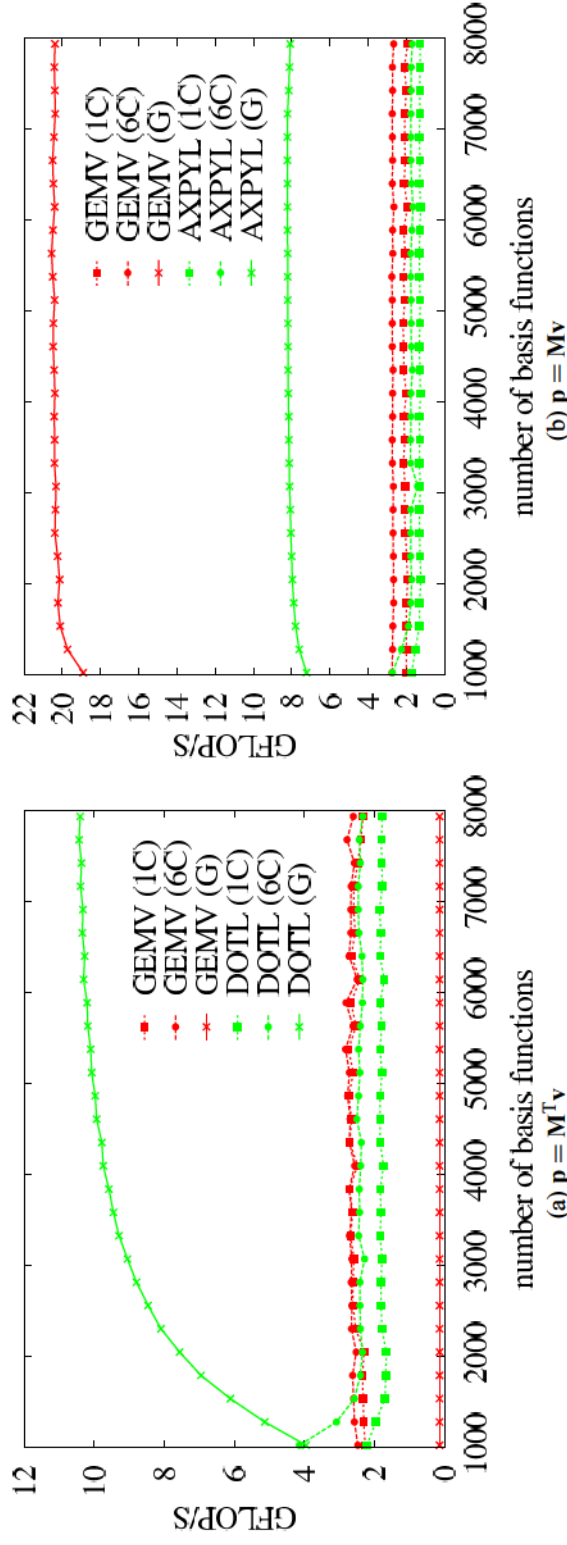 12
10
8
6
4
2
0
GFLOP/S
1000 2000 3000 4000 5000 6000 7000 8000
number of basis functions
(a) p = MᵀV
GEMV (1C)
GEMV (6C)
GEMV (G)
DOTL (1C)
DOTL (6C)
DOTL (G)
22
20
18
16
14
12
10
8
6
4
2
0
GFLOP/S
1000 2000 3000 4000 5000 6000 7000 8000
number of basis functions
(b) p = Mv
GEMV (1C)
GEMV (6C)
GEMV (G)
AXPYL (1C)
AXPYL (6C)
AXPYL (G)